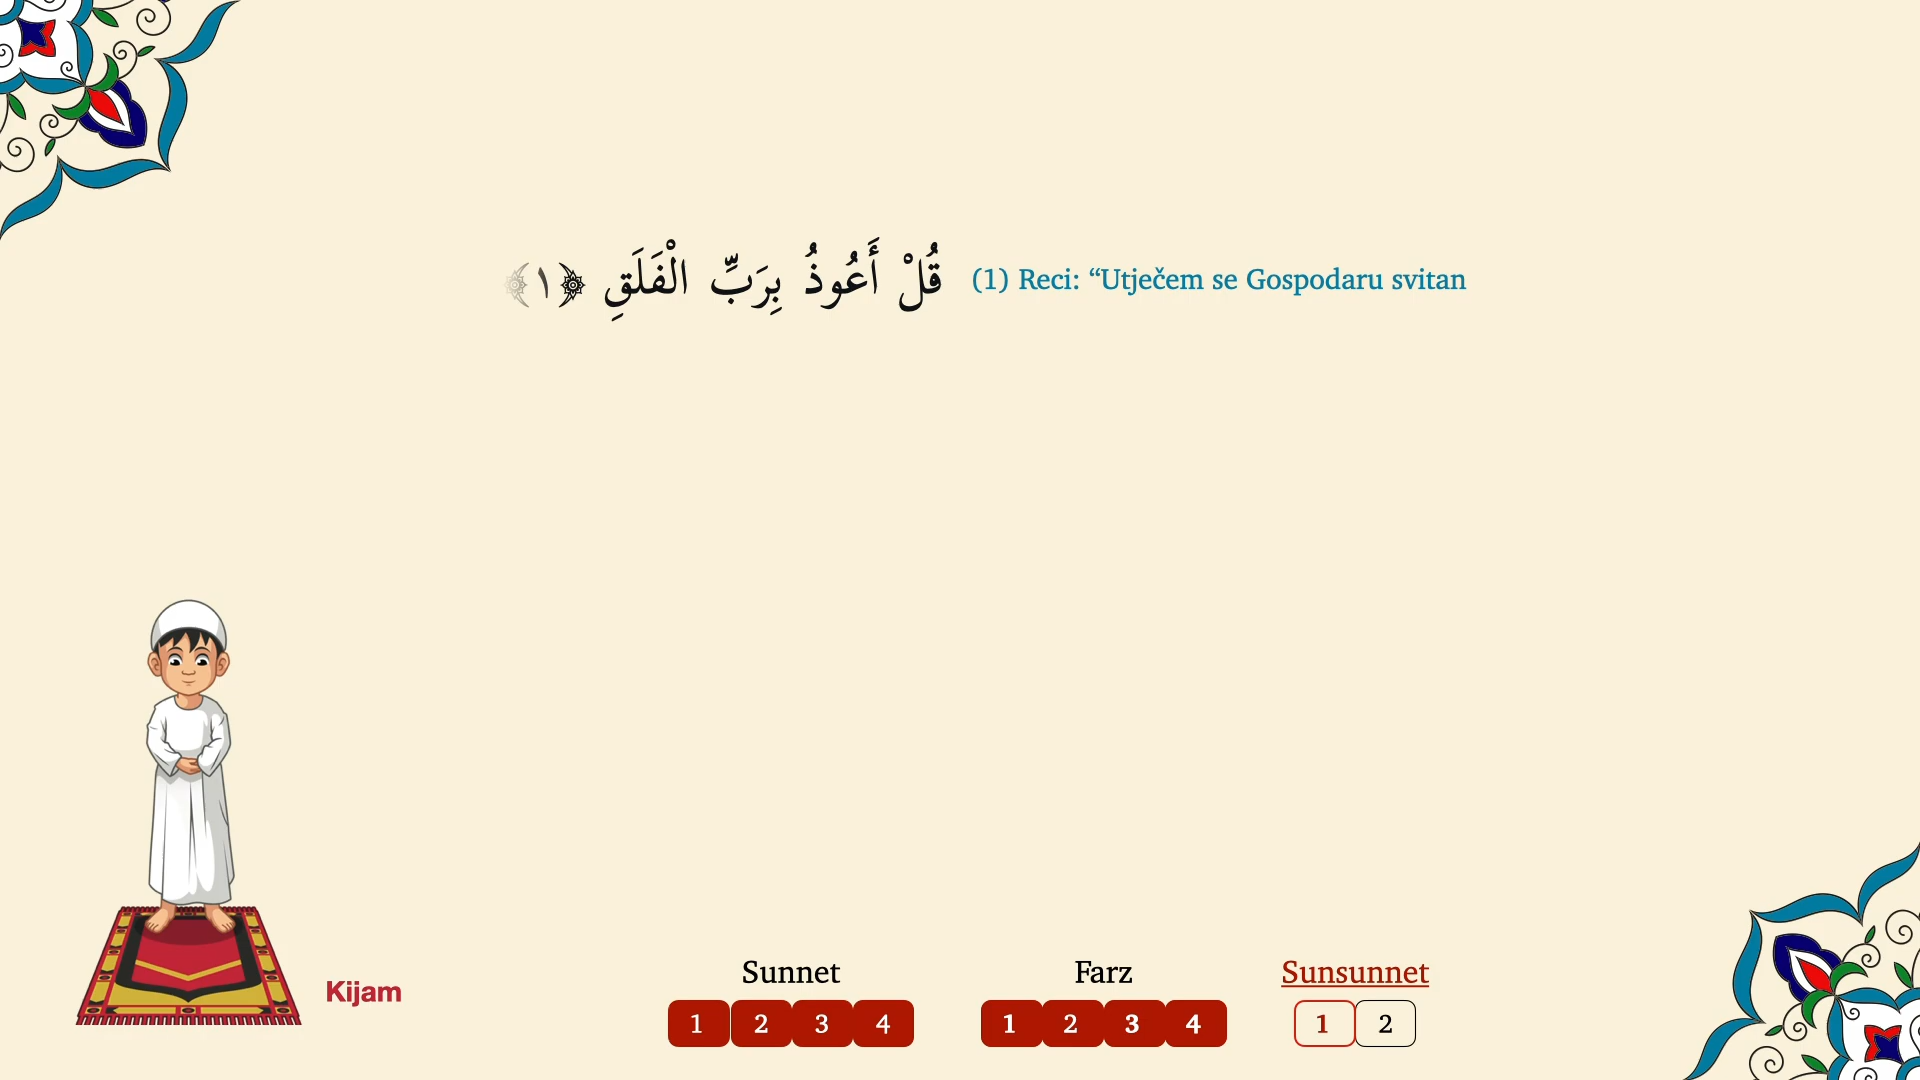 قُلْ أَعُوذُ بِرَبِّ الْفَلَقِ ﴿١﴾ (1) Reci: “Utječem se Gospodaru svitan
Kijam
Sunnet Farz Sunsunnet
1 2 3 4 1 2 3 4 1 2